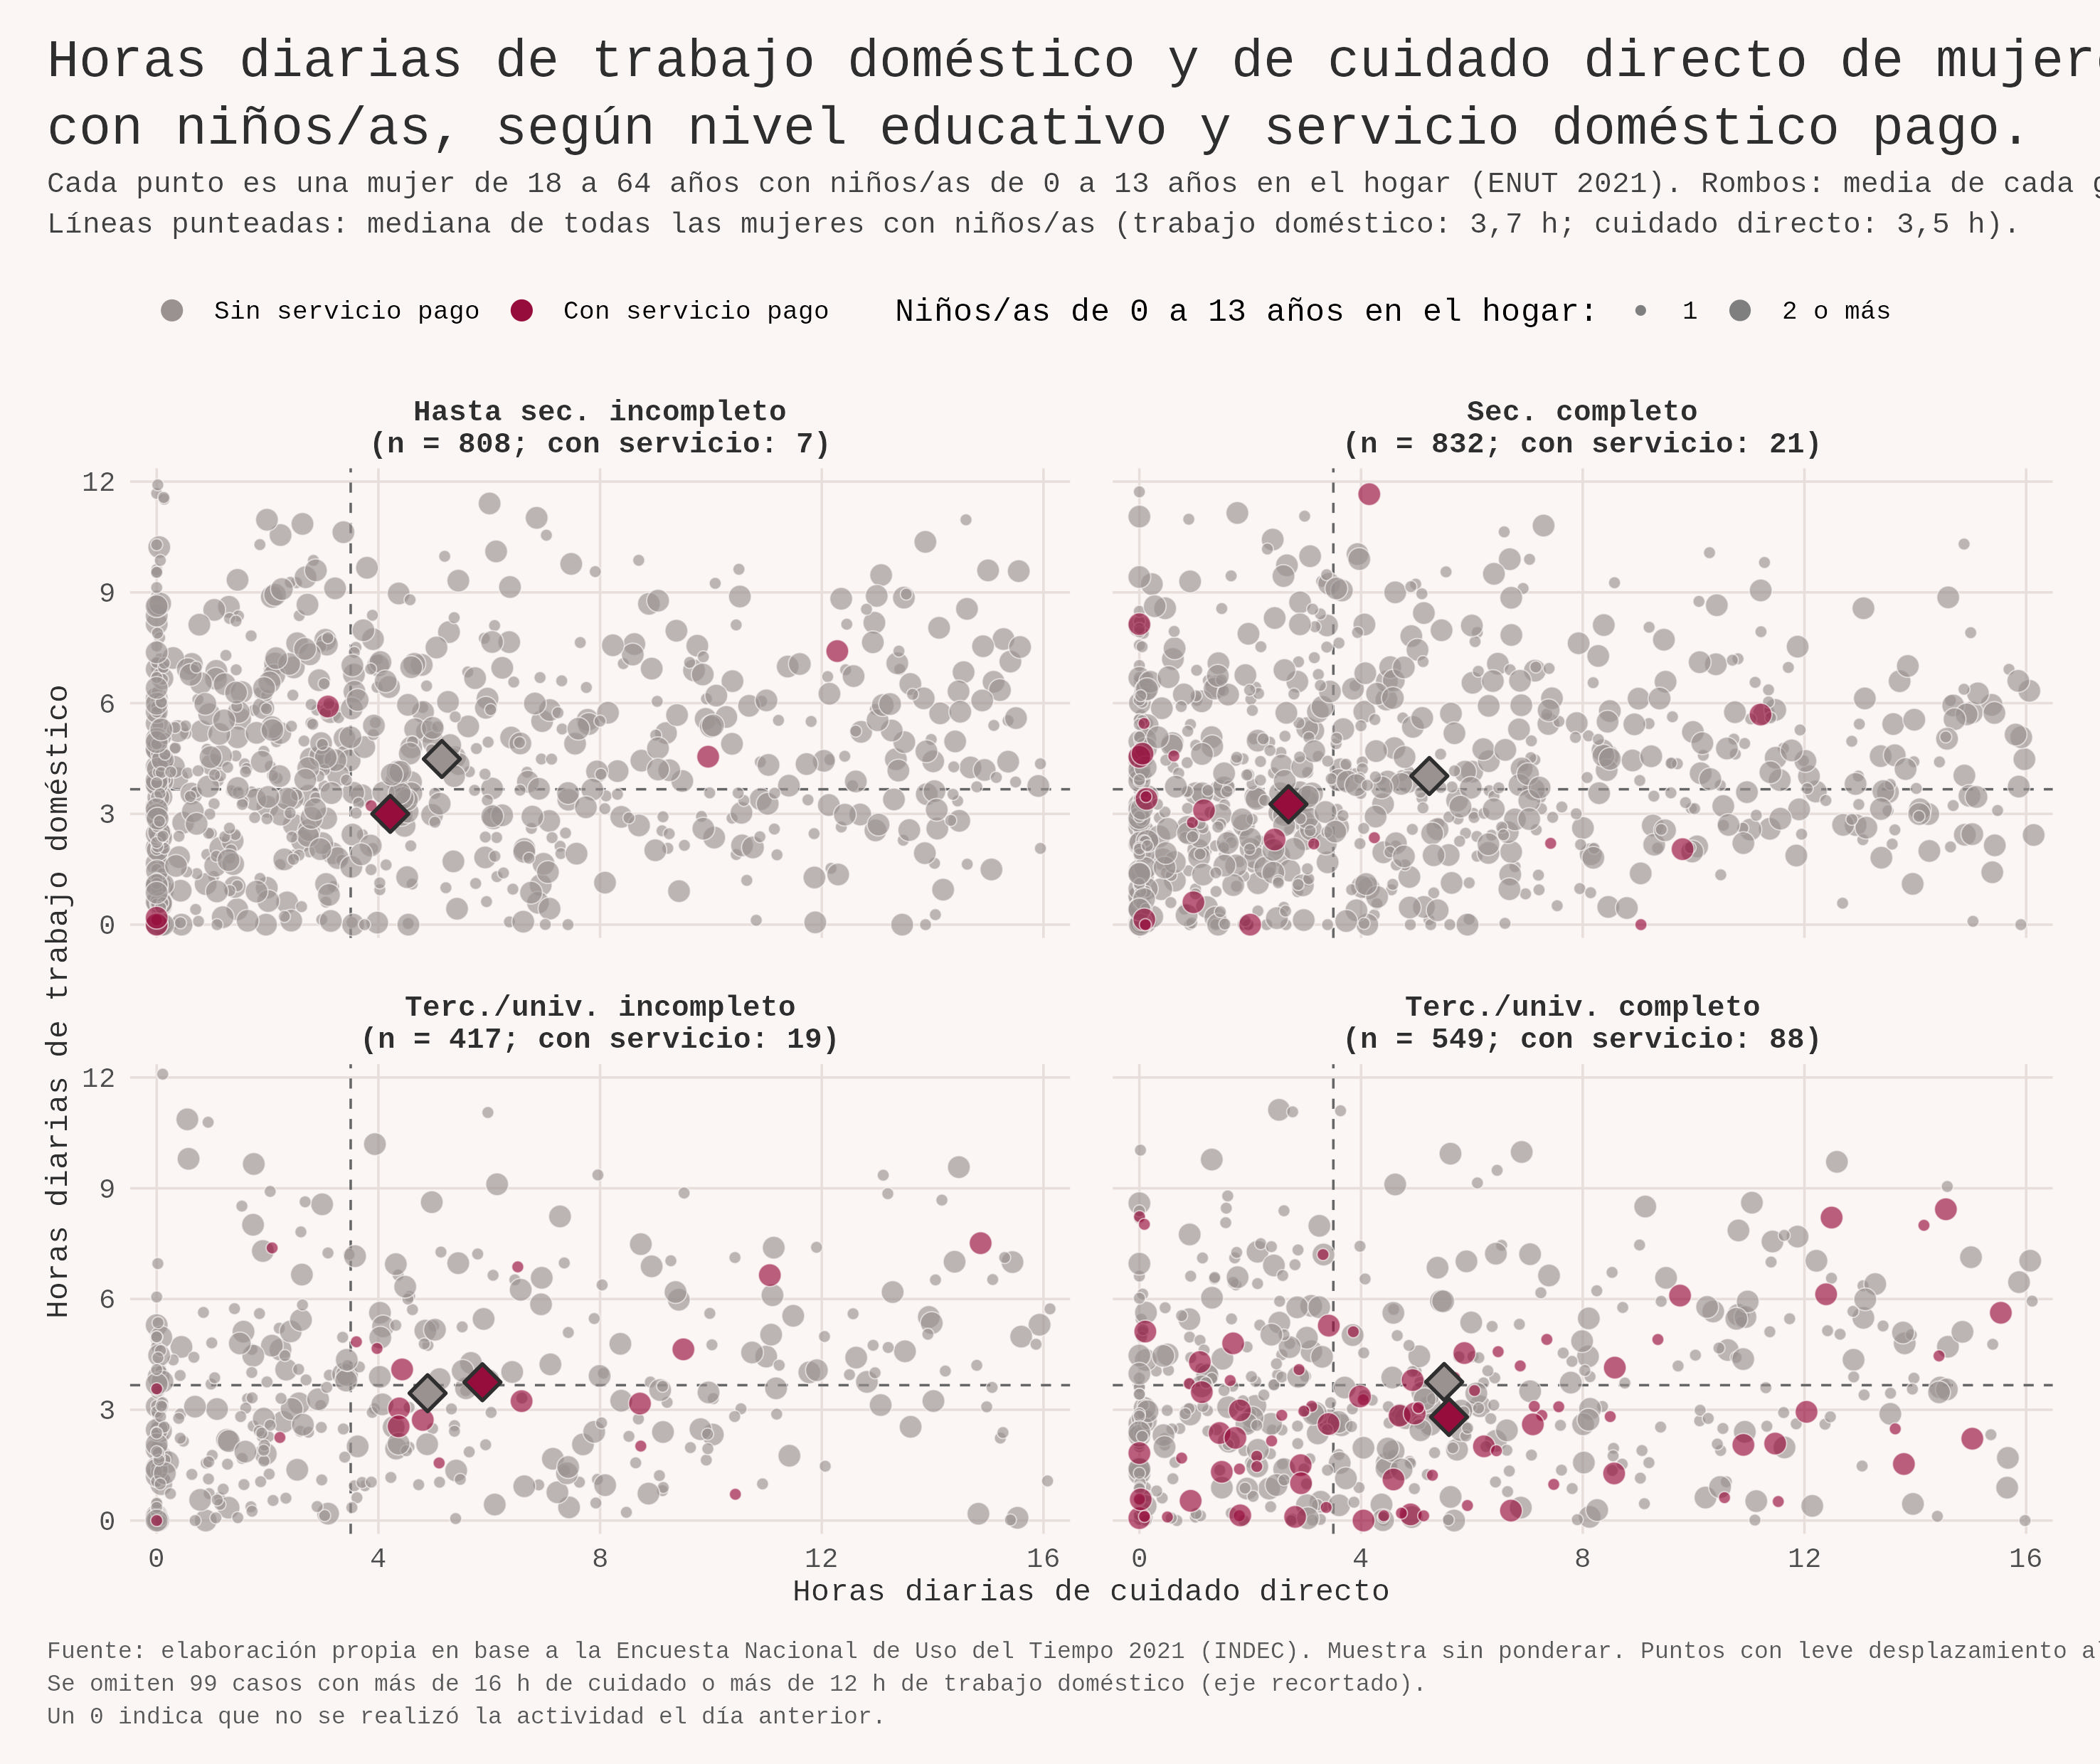 Horas diarias de trabajo doméstico y de cuidado directo de
con niños/as, según nivel educativo y servicio doméstico pago.
Cada punto es una mujer de 18 a 64 años con niños/as de 0 a 13 años en el hogar (ENUT 2021). Rombos: media de cada
Líneas punteadas: mediana de todas las mujeres con niños/as (trabajo doméstico: 3,7 h; cuidado directo: 3,5 h).
Sin servicio pago Con servicio pago Niños/as de 0 a 13 años en el hogar: 1 2 o más
Hasta sec. incompleto
(n = 808; con servicio: 7)
Sec. completo
(n = 832; con servicio: 21)
12
9
6
3
0
Terc./univ. incompleto
(n = 417; con servicio: 19)
Terc./univ. completo
(n = 549; con servicio: 88)
12
9
6
3
0
0 4 8 12 16
0 4 8 12 16
Horas diarias de trabajo doméstico
Horas diarias de cuidado directo
Fuente: elaboración propia en base a la Encuesta Nacional de Uso del Tiempo 2021 (INDEC). Muestra sin ponderar. Puntos con leve desplazamiento
Se omiten 99 casos con más de 16 h de cuidado o más de 12 h de trabajo doméstico (eje recortado).
Un 0 indica que no se realizó la actividad el día anterior.